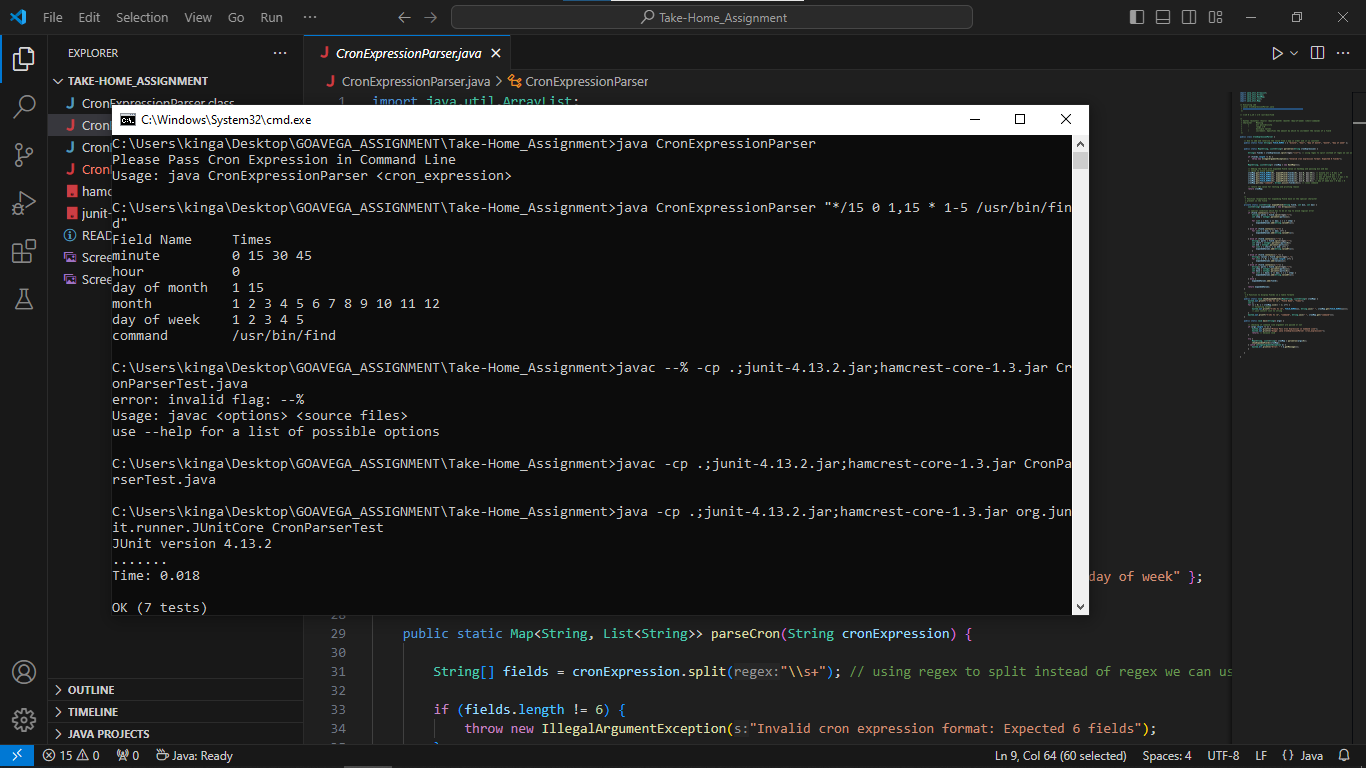 File Edit Selection View Go Run ··· Take-Home_Assignment
EXPLORER ···
CronExpressionParser.java
TAKE-HOME_ASSIGNMENT
CronExpressionParser.java > CronExpressionParser
CronExpressionParser.class
1 import java.util.ArrayList;
Cron
Cron
Cron
hamc
junit-
READ
Scree
Scree
C:\Windows\System32\cmd.exe
C:\Users\kinga\Desktop\GOAVEGA_ASSIGNMENT\Take-Home_Assignment>java CronExpressionParser
Please Pass Cron Expression in Command Line
Usage: java CronExpressionParser <cron_expression>
C:\Users\kinga\Desktop\GOAVEGA_ASSIGNMENT\Take-Home_Assignment>java CronExpressionParser "*/15 0 1,15 * 1-5 /usr/bin/fin
d"
Field Name Times
minute 0 15 30 45
hour 0
day of month 1 15
month 1 2 3 4 5 6 7 8 9 10 11 12
day of week 1 2 3 4 5
command /usr/bin/find
C:\Users\kinga\Desktop\GOAVEGA_ASSIGNMENT\Take-Home_Assignment>javac --% -cp .;junit-4.13.2.jar;hamcrest-core-1.3.jar Cr
onParserTest.java
error: invalid flag: --%
Usage: javac <options> <source files>
use --help for a list of possible options
C:\Users\kinga\Desktop\GOAVEGA_ASSIGNMENT\Take-Home_Assignment>javac -cp .;junit-4.13.2.jar;hamcrest-core-1.3.jar CronPa
rserTest.java
C:\Users\kinga\Desktop\GOAVEGA_ASSIGNMENT\Take-Home_Assignment>java -cp .;junit-4.13.2.jar;hamcrest-core-1.3.jar org.jun
it.runner.JUnitCore CronParserTest
JUnit version 4.13.2
.......
Time: 0.018
OK (7 tests)
day of week" };
28
29 public static Map<String, List<String>> parseCron(String cronExpression) {
30
31 String[] fields = cronExpression.split(regex:"\\s+"); // using regex to split instead of regex we can us
32
33 if (fields.length != 6) {
34 throw new IllegalArgumentException(s:"Invalid cron expression format: Expected 6 fields");
OUTLINE
TIMELINE
JAVA PROJECTS
15 0 0 Java: Ready Ln 9, Col 64 (60 selected) Spaces: 4 UTF-8 LF {} Java